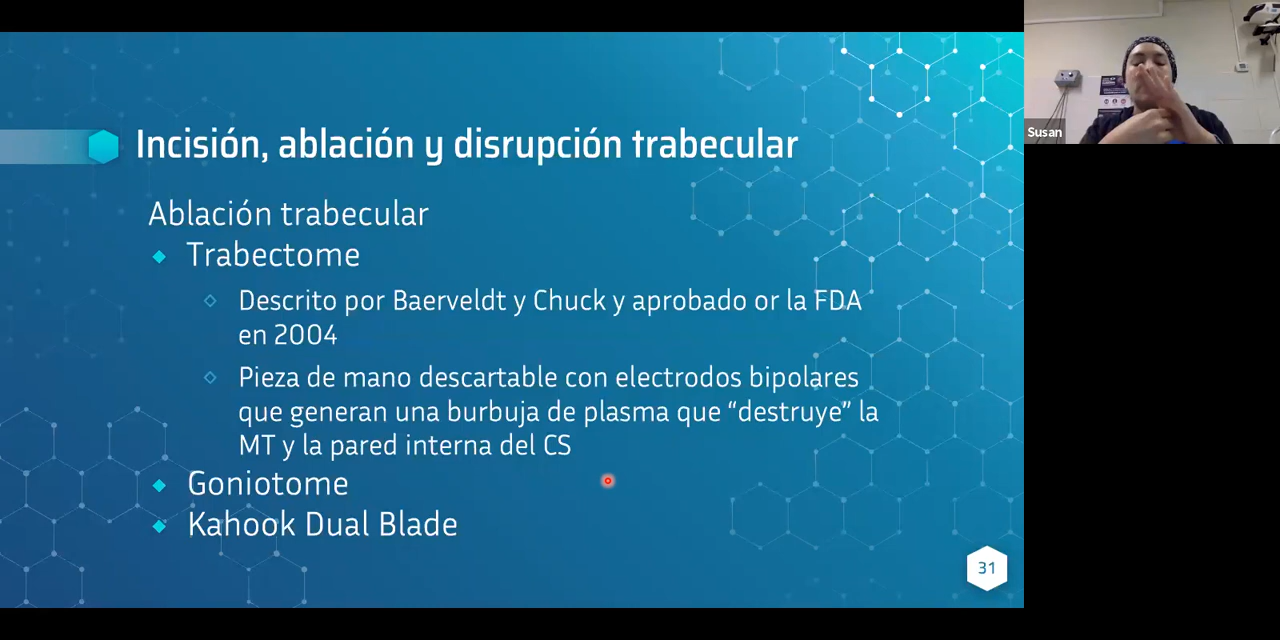 Incisión, ablación y disrupción trabecular
Ablación trabecular
Trabectome
Descrito por Baerveldt y Chuck y aprobado or la FDA
en 2004
Pieza de mano descartable con electrodos bipolares
que generan una burbuja de plasma que “destruye” la
MT y la pared interna del CS
Goniotome
Kahook Dual Blade
31
Susan